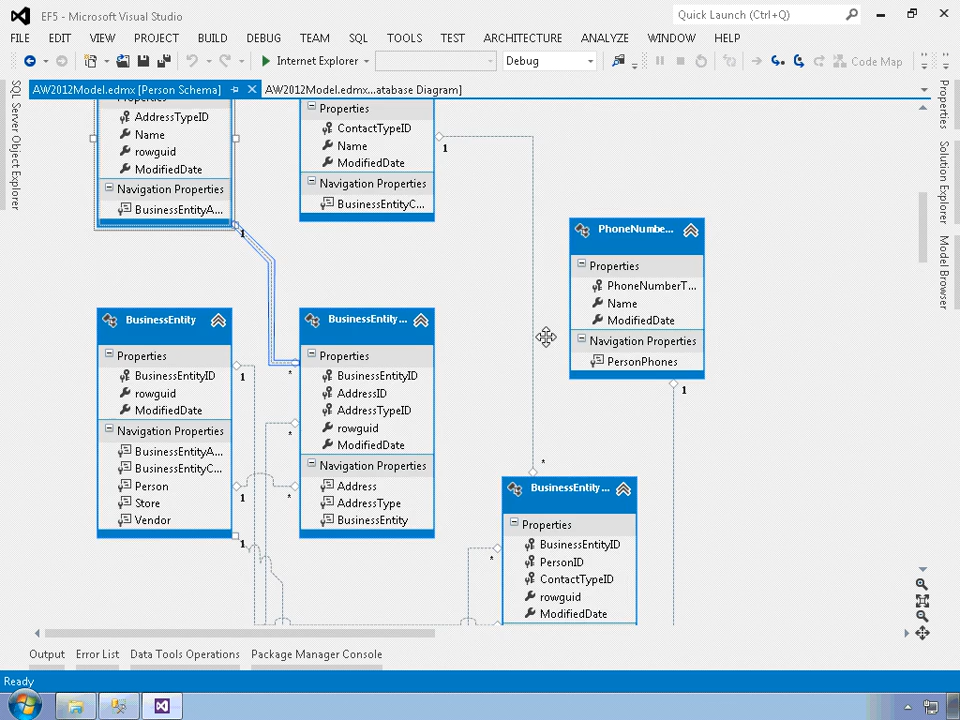 EF5 - Microsoft Visual Studio
Quick Launch (Ctrl+Q)
FILE EDIT VIEW PROJECT BUILD DEBUG TEAM SQL TOOLS TEST ARCHITECTURE ANALYZE WINDOW HELP
Internet Explorer Debug Code Map
AW2012Model.edmx [Person Schema] AW2012Model.edmx...atabase Diagram]
SQL Server Object Explorer
Properties
AddressTypeID
Name
rowguid
ModifiedDate
Navigation Properties
BusinessEntityA...
1
Properties
ContactTypeID
Name
ModifiedDate
Navigation Properties
BusinessEntityC...
1
PhoneNumbe...
Properties
PhoneNumberT...
Name
ModifiedDate
Navigation Properties
PersonPhones
1
BusinessEntity
Properties
BusinessEntityID
rowguid
ModifiedDate
Navigation Properties
BusinessEntityA...
BusinessEntityC...
Person
Store
Vendor
1
1
1
BusinessEntity...
Properties
BusinessEntityID
AddressID
AddressTypeID
rowguid
ModifiedDate
Navigation Properties
Address
AddressType
BusinessEntity
*
*
*
*
BusinessEntity...
Properties
BusinessEntityID
PersonID
ContactTypeID
rowguid
ModifiedDate
*
Properties
Solution Explorer
Model Browser
Output Error List Data Tools Operations Package Manager Console
Ready